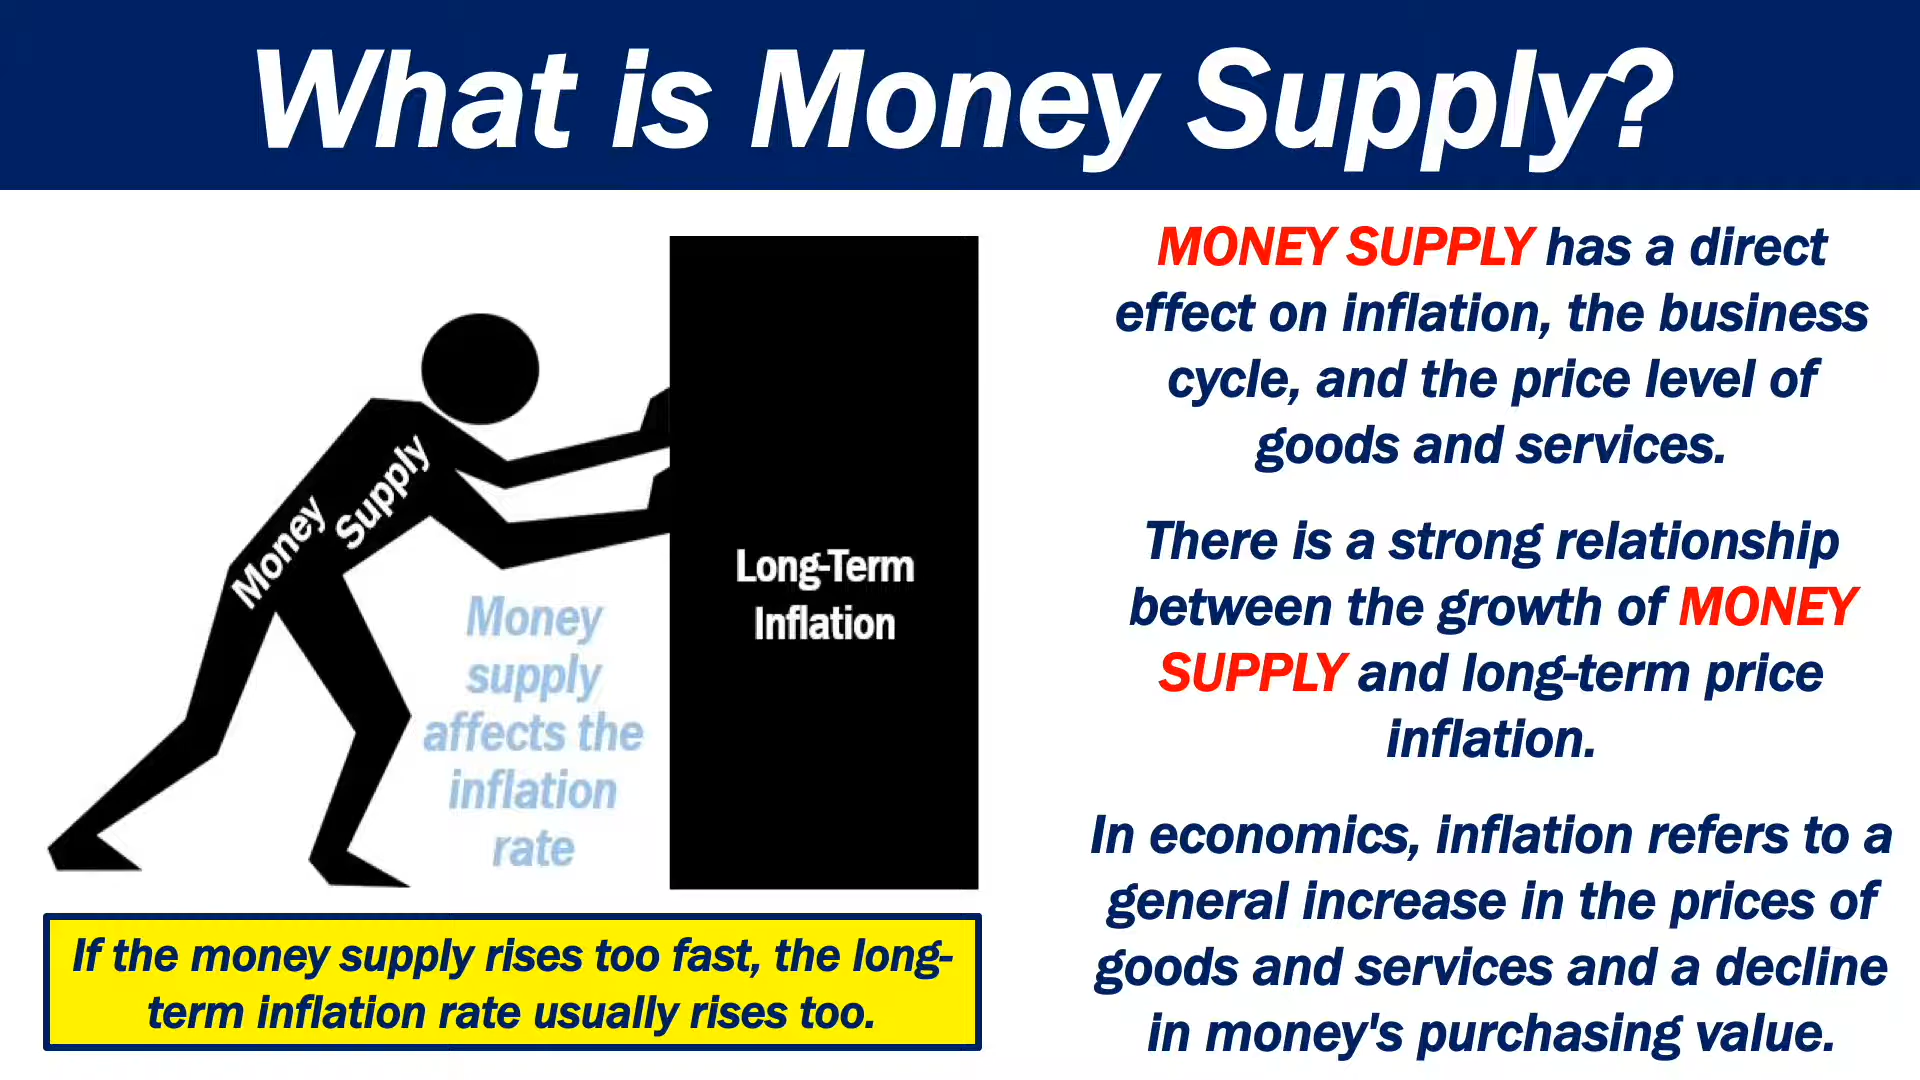 What is Money Supply?
Money
Supply
Long-Term
Inflation
Money
supply
affects the
inflation
rate
If the money supply rises too fast, the long-
term inflation rate usually rises too.
MONEY SUPPLY has a direct
effect on inflation, the business
cycle, and the price level of
goods and services.
There is a strong relationship
between the growth of MONEY
SUPPLY and long-term price
inflation.
In economics, inflation refers to a
general increase in the prices of
goods and services and a decline
in money's purchasing value.